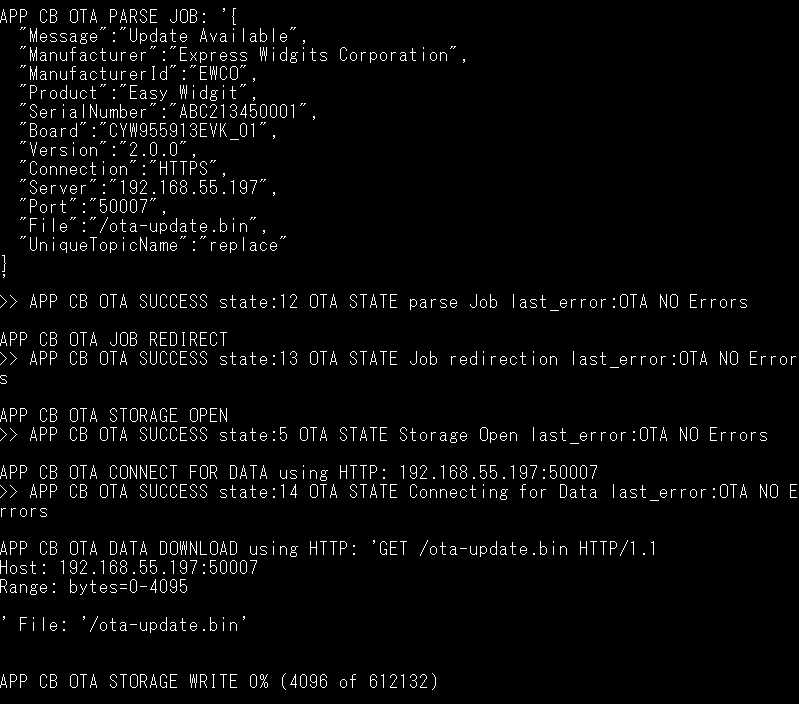 APP CB OTA PARSE JOB: '{
"Message":"Update Available",
"Manufacturer":"Express Widgits Corporation",
"ManufacturerId":"EWCO",
"Product":"Easy Widgit",
"SerialNumber":"ABC213450001",
"Board":"CYW955913EVK_01",
"Version":"2.0.0",
"Connection":"HTTPS",
"Server":"192.168.55.197",
"Port":"50007",
"File":"/ota-update.bin",
"UniqueTopicName":"replace"
}
'
>> APP CB OTA SUCCESS state:12 OTA STATE parse Job last_error:OTA NO Errors
APP CB OTA JOB REDIRECT
>> APP CB OTA SUCCESS state:13 OTA STATE Job redirection last_error:OTA NO Error
s
APP CB OTA STORAGE OPEN
>> APP CB OTA SUCCESS state:5 OTA STATE Storage Open last_error:OTA NO Errors
APP CB OTA CONNECT FOR DATA using HTTP: 192.168.55.197:50007
>> APP CB OTA SUCCESS state:14 OTA STATE Connecting for Data last_error:OTA NO E
rrors
APP CB OTA DATA DOWNLOAD using HTTP: 'GET /ota-update.bin HTTP/1.1
Host: 192.168.55.197:50007
Range: bytes=0-4095
' File: '/ota-update.bin'
APP CB OTA STORAGE WRITE 0% (4096 of 612132)